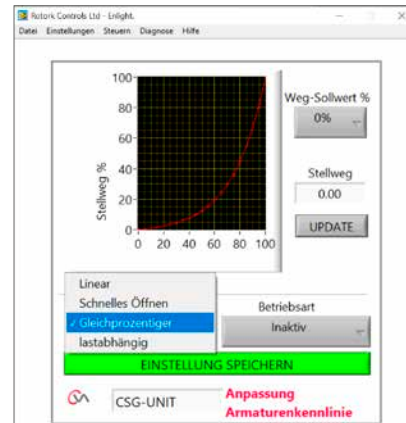 Rotork Controls Ltd - Enlight.
Datei Einstellungen Steuern Diagnose Hilfe
100
80
60
40
20
0
Stellweg %
0 20 40 60 80 100
Weg-Sollwert %
0%
Stellweg
0.00
UPDATE
Linear
Schnelles Öffnen
✓ Gleichprozentiger
lastabhängig
Betriebsart
Inaktiv
EINSTELLUNG SPEICHERN
CSG-UNIT
Anpassung
Armaturenkennlinie